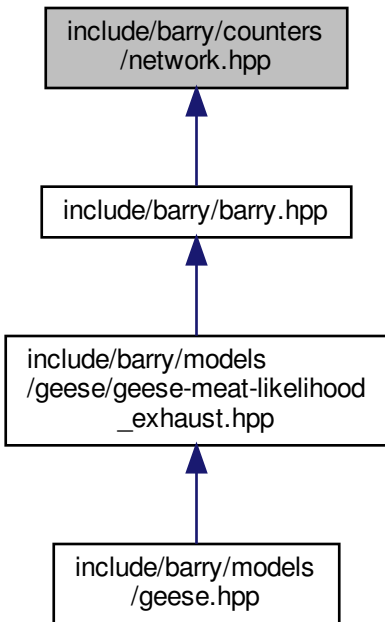 include/barry/counters
/network.hpp
include/barry/barry.hpp
include/barry/models
/geese/geese-meat-likelihood
_exhaust.hpp
include/barry/models
/geese.hpp